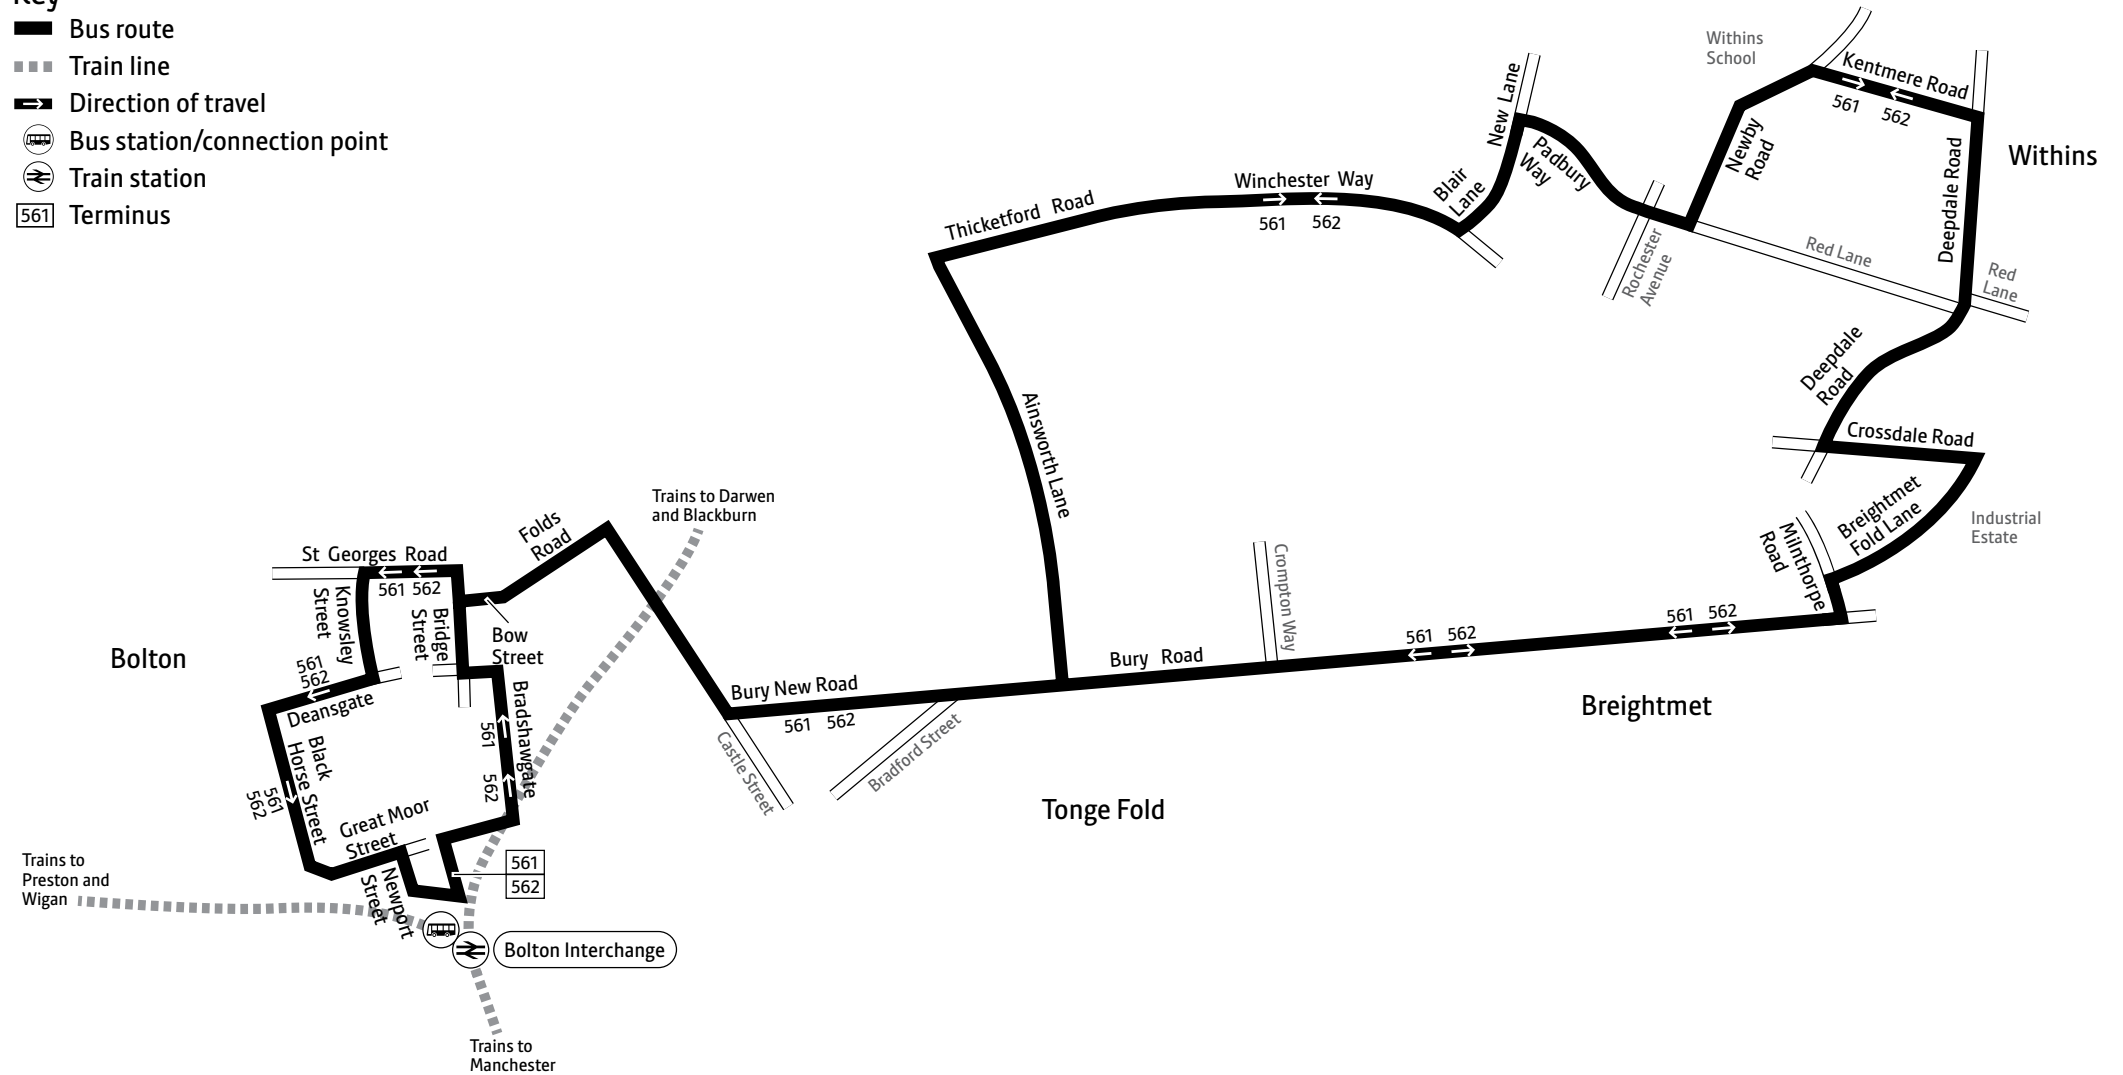 Key
Bus route
Train line
Direction of travel
Bus station/connection point
Train station
561 Terminus
Withins
School
Kentmere Road
561
562
Withins
New Lane
Padbury
Way
Newby
Road
Deepdale Road
Blair
Lane
Winchester Way
561
562
Thicketford Road
Rochester
Avenue
Red Lane
Red
Lane
Deepdale
Road
Crossdale Road
Ainsworth Lane
Breightmet
Fold Lane
Industrial
Estate
Milnthorpe
Road
Trains to Darwen
and Blackburn
Folds
Road
St Georges Road
561 562
Knowsley
Street
Bridge
Street
Bow
Street
Crompton Way
561 562
561 562
Bury Road
Bury New Road
561 562
Bolton
561
562
Deansgate
Bradshawgate
561
562
Castle Street
Bradford Street
Breightmet
Tonge Fold
Black
Horse Street
561
562
Great Moor
Street
561
562
Newport
Street
Trains to
Preston and
Wigan
Bolton Interchange
Trains to
Manchester